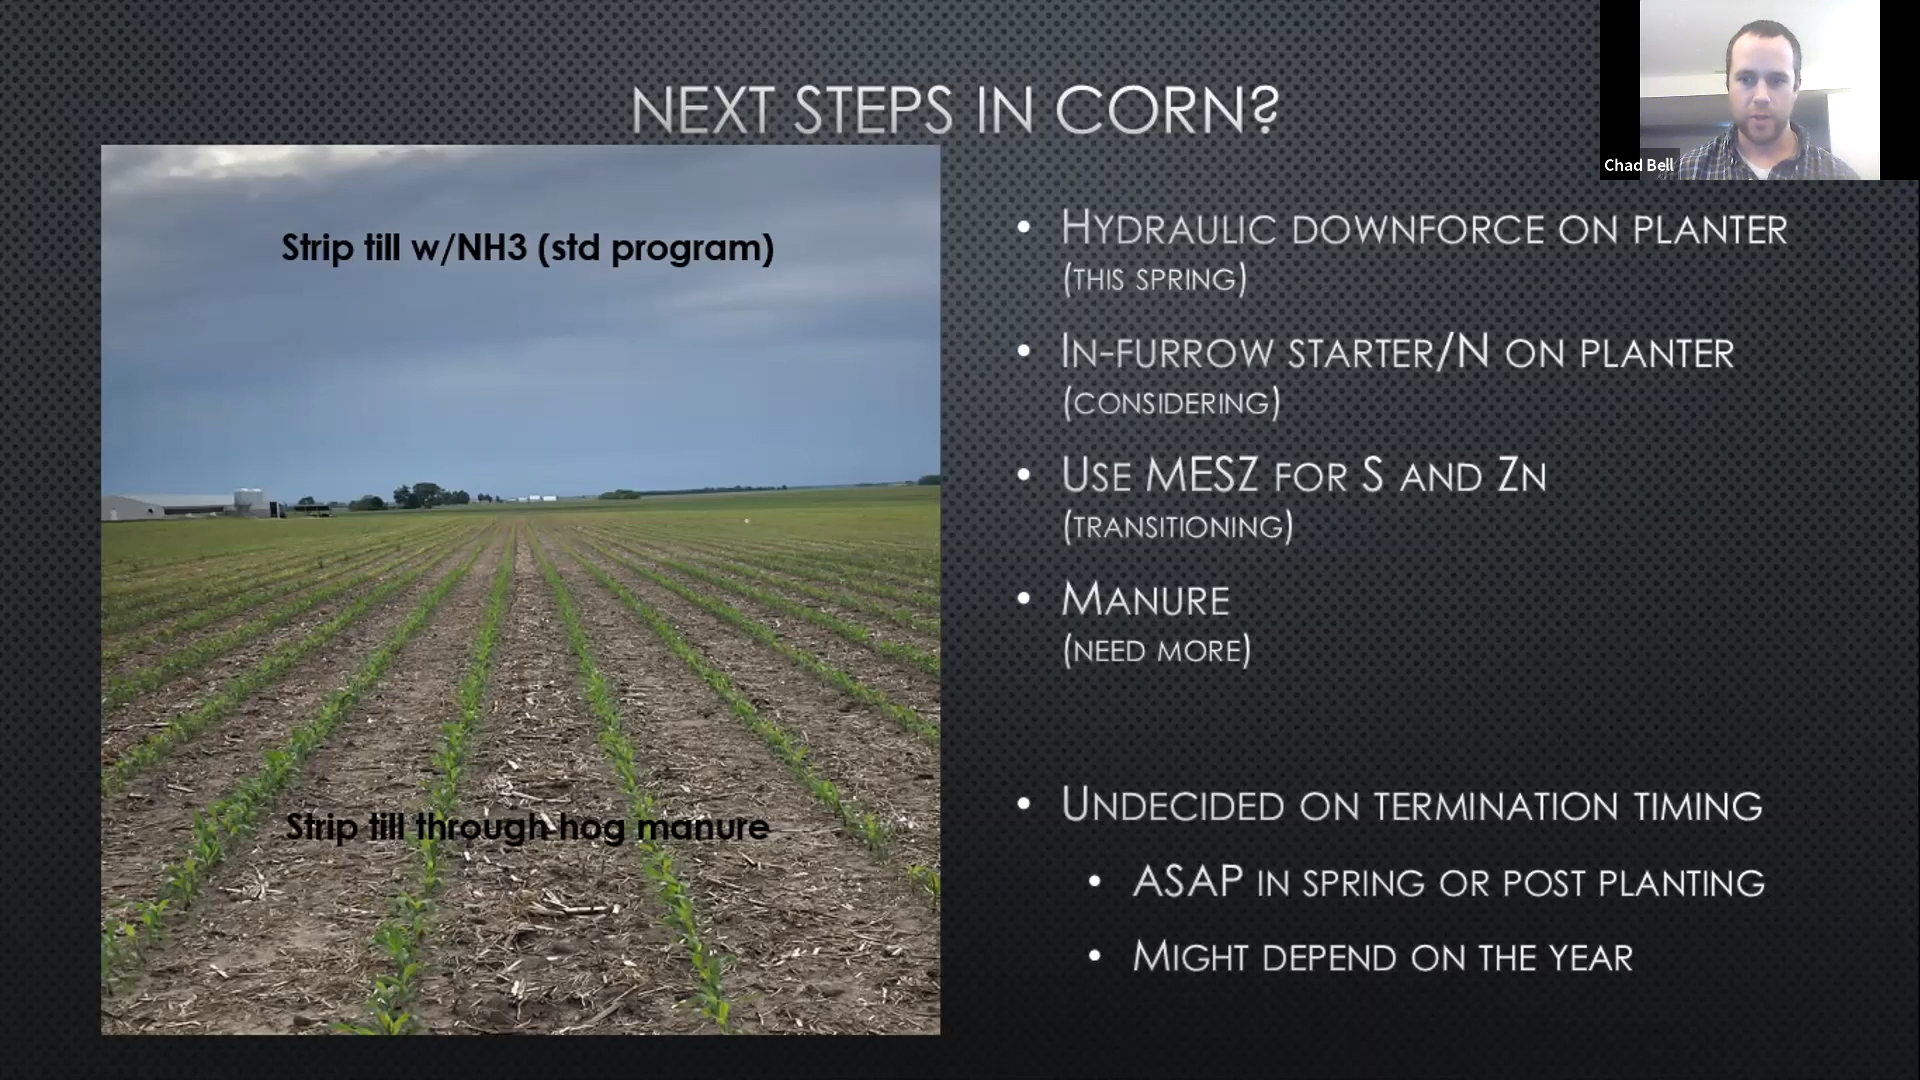 NEXT STEPS IN CORN?
Chad Bell
Strip till w/NH3 (std program)
Strip till through hog manure
• HYDRAULIC DOWNFORCE ON PLANTER
(THIS SPRING)
• IN-FURROW STARTER/N ON PLANTER
(CONSIDERING)
• USE MESZ FOR S AND ZN
(TRANSITIONING)
• MANURE
(NEED MORE)
• UNDECIDED ON TERMINATION TIMING
• ASAP IN SPRING OR POST PLANTING
• MIGHT DEPEND ON THE YEAR